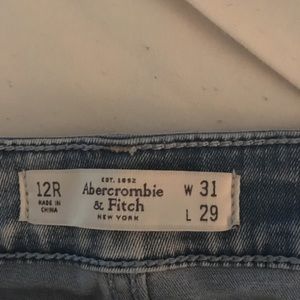 12R
MADE IN
CHINA
EST. 1892
Abercrombie
& Fitch
NEW YORK
W 31
L 29